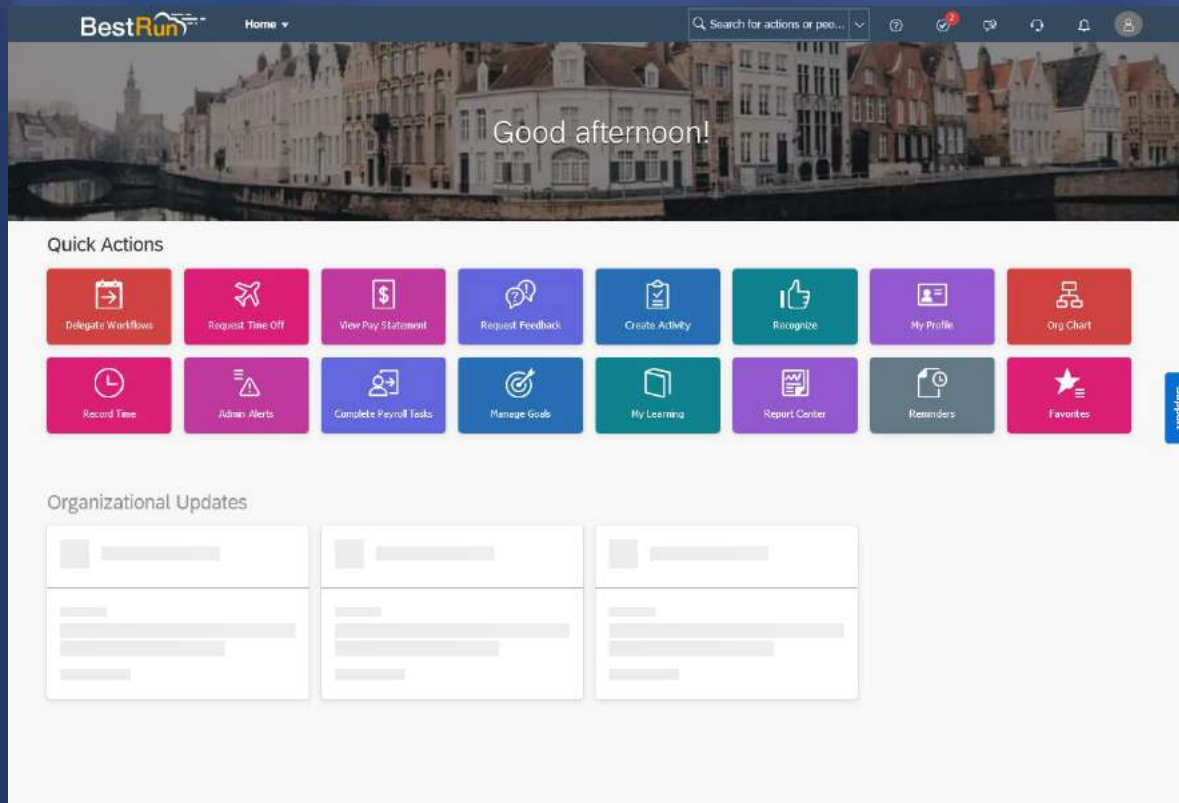 BestRun
Home
Search for actions or peo...
2
Good afternoon!
Quick Actions
Delegate Workflows
Request Time Off
View Pay Statement
Request Feedback
Create Activity
Recognize
My Profile
Org Chart
Record Time
Admin Alerts
Complete Payroll Tasks
Manage Goals
My Learning
Report Center
Reminders
Favorites
Organizational Updates